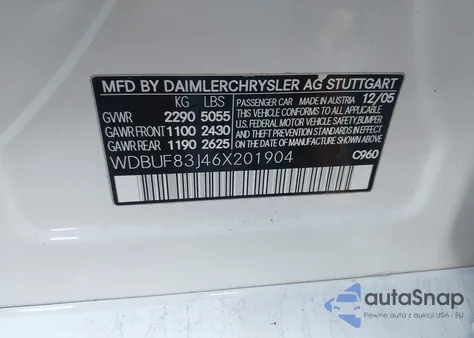 MFD BY DAIMLERCHRYSLER AG STUTTGART
KG LBS PASSENGER CAR MADE IN AUSTRIA 12/05
GVWR 2290 5055 THIS VEHICLE CONFORMS TO ALL APPLICABLE
GAWR FRONT 1100 2430 U.S. FEDERAL MOTOR VEHICLE SAFETY, BUMPER,
GAWR REAR 1190 2625 AND THEFT PREVENTION STANDARDS IN EFFECT
ON THE DATE OF MANUFACTURE SHOWN ABOVE.
WDBUF83J46X201904 C960
autoSnap
Pewne auta z aukcji USA i EU